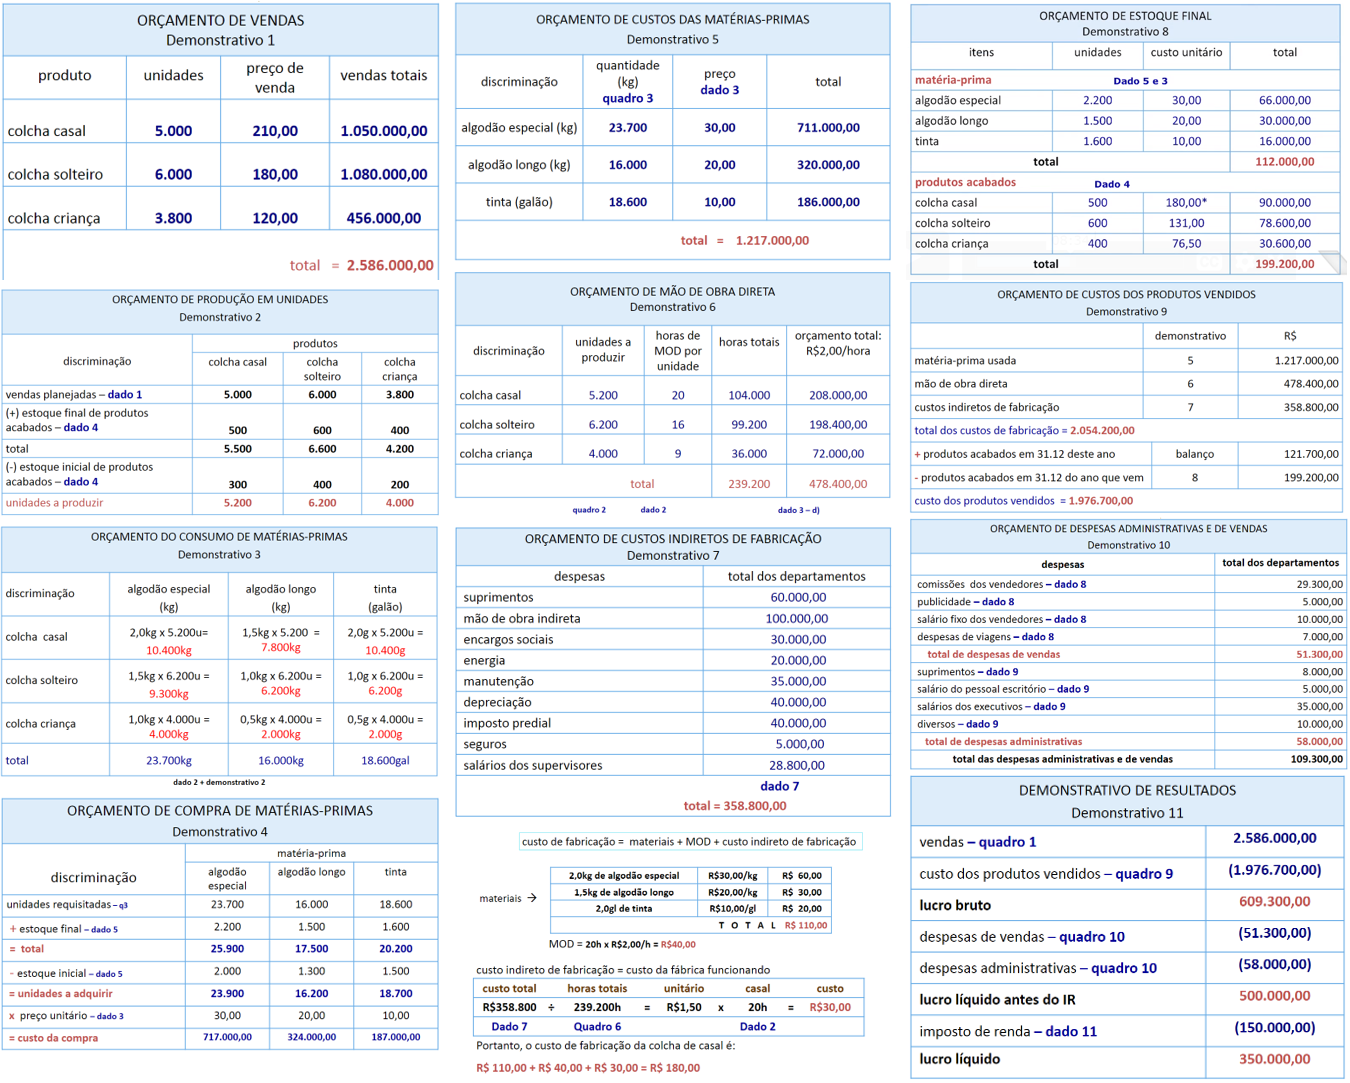 ORÇAMENTO DE VENDAS
Demonstrativo 1
produto unidades preço de venda vendas totais
colcha casal 5.000 210,00 1.050.000,00
colcha solteiro 6.000 180,00 1.080.000,00
colcha criança 3.800 120,00 456.000,00
total = 2.586.000,00
ORÇAMENTO DE PRODUÇÃO EM UNIDADES
Demonstrativo 2
discriminação produtos
colcha casal colcha solteiro colcha criança
vendas planejadas – dado 1 5.000 6.000 3.800
(+) estoque final de produtos
acabados – dado 4 500 600 400
total 5.500 6.600 4.200
(-) estoque inicial de produtos
acabados – dado 4 300 400 200
unidades a produzir 5.200 6.200 4.000
ORÇAMENTO DO CONSUMO DE MATÉRIAS-PRIMAS
Demonstrativo 3
discriminação algodão especial (kg) algodão longo (kg) tinta (galão)
colcha casal 2,0kg x 5.200u= 1,5kg x 5.200 = 2,0g x 5.200u =
10.400kg 7.800kg 10.400g
colcha solteiro 1,5kg x 6.200u = 1,0kg x 6.200u = 1,0g x 6.200u =
9.300kg 6.200kg 6.200g
colcha criança 1,0kg x 4.000u = 0,5kg x 4.000u = 0,5g x 4.000u =
4.000kg 2.000kg 2.000g
total 23.700kg 16.000kg 18.600gal
dado 2 + demonstrativo 2
ORÇAMENTO DE COMPRA DE MATÉRIAS-PRIMAS
Demonstrativo 4
discriminação matéria-prima
algodão especial algodão longo tinta
unidades requisitadas – q3 23.700 16.000 18.600
+ estoque final – dado 5 2.200 1.500 1.600
= total 25.900 17.500 20.200
- estoque inicial – dado 5 2.000 1.300 1.500
= unidades a adquirir 23.900 16.200 18.700
x preço unitário – dado 3 30,00 20,00 10,00
= custo da compra 717.000,00 324.000,00 187.000,00
ORÇAMENTO DE CUSTOS DAS MATÉRIAS-PRIMAS
Demonstrativo 5
discriminação quantidade (kg) quadro 3 preço dado 3 total
algodão especial (kg) 23.700 30,00 711.000,00
algodão longo (kg) 16.000 20,00 320.000,00
tinta (galão) 18.600 10,00 186.000,00
total = 1.217.000,00
ORÇAMENTO DE MÃO DE OBRA DIRETA
Demonstrativo 6
discriminação unidades a produzir horas de MOD por unidade horas totais orçamento total: R$2,00/hora
colcha casal 5.200 20 104.000 208.000,00
colcha solteiro 6.200 16 99.200 198.400,00
colcha criança 4.000 9 36.000 72.000,00
total 239.200 478.400,00
quadro 2 dado 2 dado 3 – d)
ORÇAMENTO DE CUSTOS INDIRETOS DE FABRICAÇÃO
Demonstrativo 7
despesas total dos departamentos
suprimentos 60.000,00
mão de obra indireta 100.000,00
encargos sociais 30.000,00
energia 20.000,00
manutenção 35.000,00
depreciação 40.000,00
imposto predial 40.000,00
seguros 5.000,00
salários dos supervisores 28.800,00
dado 7
total = 358.800,00
custo de fabricação = materiais + MOD + custo indireto de fabricação
materiais →
2,0kg de algodão especial R$30,00/kg R$ 60,00
1,5kg de algodão longo R$20,00/kg R$ 30,00
2,0gl de tinta R$10,00/gl R$ 20,00
T O T A L R$ 110,00
MOD = 20h x R$2,00/h = R$40,00
custo indireto de fabricação = custo da fábrica funcionando
custo total horas totais unitário casal custo
R$358.800 ÷ 239.200h = R$1,50 x 20h = R$30,00
Dado 7 Quadro 6 Dado 2
Portanto, o custo de fabricação da colcha de casal é:
R$ 110,00 + R$ 40,00 + R$ 30,00 = R$ 180,00
ORÇAMENTO DE ESTOQUE FINAL
Demonstrativo 8
itens unidades custo unitário total
matéria-prima Dado 5 e 3
algodão especial 2.200 30,00 66.000,00
algodão longo 1.500 20,00 30.000,00
tinta 1.600 10,00 16.000,00
total 112.000,00
produtos acabados Dado 4
colcha casal 500 180,00* 90.000,00
colcha solteiro 600 131,00 78.600,00
colcha criança 400 76,50 30.600,00
total 199.200,00
ORÇAMENTO DE CUSTOS DOS PRODUTOS VENDIDOS
Demonstrativo 9
demonstrativo R$
matéria-prima usada 5 1.217.000,00
mão de obra direta 6 478.400,00
custos indiretos de fabricação 7 358.800,00
total dos custos de fabricação = 2.054.200,00
+ produtos acabados em 31.12 deste ano balanço 121.700,00
- produtos acabados em 31.12 do ano que vem 8 199.200,00
custo dos produtos vendidos = 1.976.700,00
ORÇAMENTO DE DESPESAS ADMINISTRATIVAS E DE VENDAS
Demonstrativo 10
despesas total dos departamentos
comissões dos vendedores – dado 8 29.300,00
publicidade – dado 8 5.000,00
salário fixo dos vendedores – dado 8 10.000,00
despesas de viagens – dado 8 7.000,00
total de despesas de vendas 51.300,00
suprimentos – dado 9 8.000,00
salário do pessoal escritório – dado 9 5.000,00
salários dos executivos – dado 9 35.000,00
diversos – dado 9 10.000,00
total de despesas administrativas 58.000,00
total das despesas administrativas e de vendas 109.300,00
DEMONSTRATIVO DE RESULTADOS
Demonstrativo 11
vendas – quadro 1 2.586.000,00
custo dos produtos vendidos – quadro 9 (1.976.700,00)
lucro bruto 609.300,00
despesas de vendas – quadro 10 (51.300,00)
despesas administrativas – quadro 10 (58.000,00)
lucro líquido antes do IR 500.000,00
imposto de renda – dado 11 (150.000,00)
lucro líquido 350.000,00